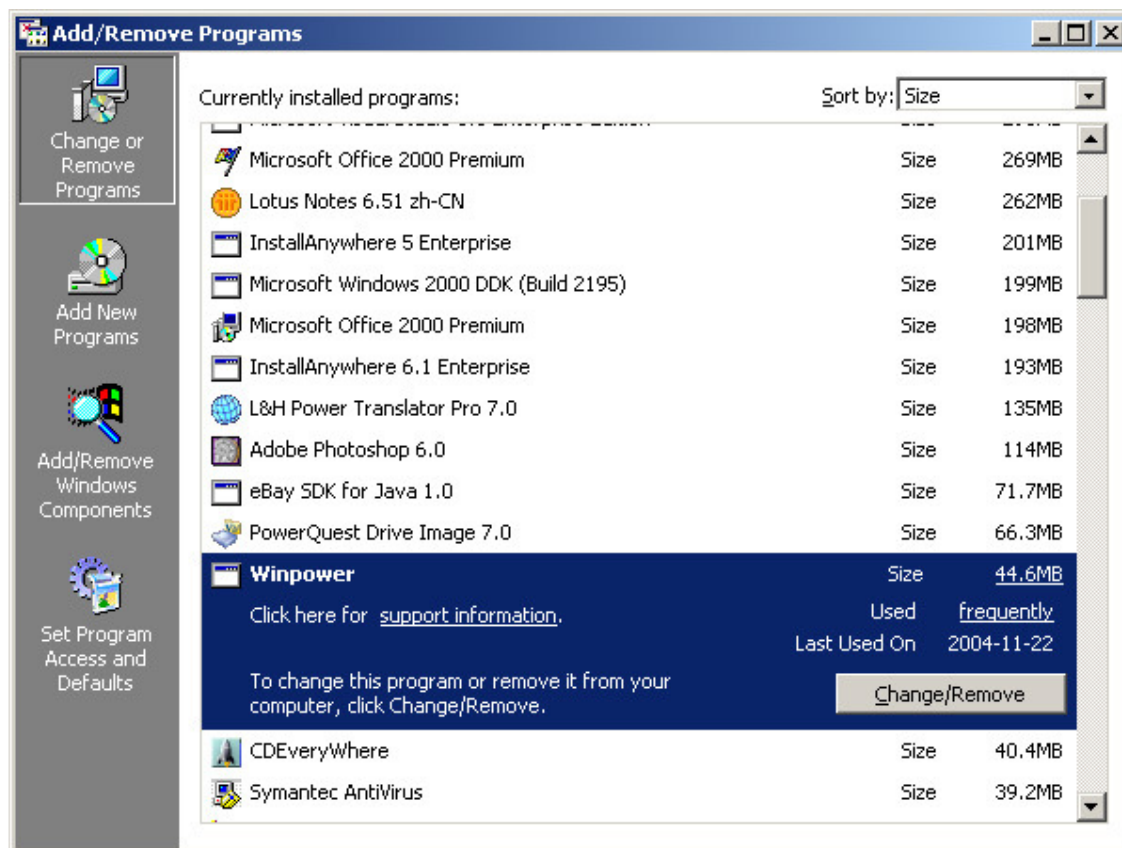 Add/Remove Programs
Change or
Remove
Programs
Add New
Programs
Add/Remove
Windows
Components
Set Program
Access and
Defaults
Currently installed programs: Sort by: Size
Microsoft Office 2000 Premium Size 269MB
Lotus Notes 6.51 zh-CN Size 262MB
InstallAnywhere 5 Enterprise Size 201MB
Microsoft Windows 2000 DDK (Build 2195) Size 199MB
Microsoft Office 2000 Premium Size 198MB
InstallAnywhere 6.1 Enterprise Size 193MB
L&H Power Translator Pro 7.0 Size 135MB
Adobe Photoshop 6.0 Size 114MB
eBay SDK for Java 1.0 Size 71.7MB
PowerQuest Drive Image 7.0 Size 66.3MB
Winpower Size 44.6MB
Click here for support information. Used frequently
Last Used On 2004-11-22
To change this program or remove it from your
computer, click Change/Remove. Change/Remove
CDEveryWhere Size 40.4MB
Symantec AntiVirus Size 39.2MB